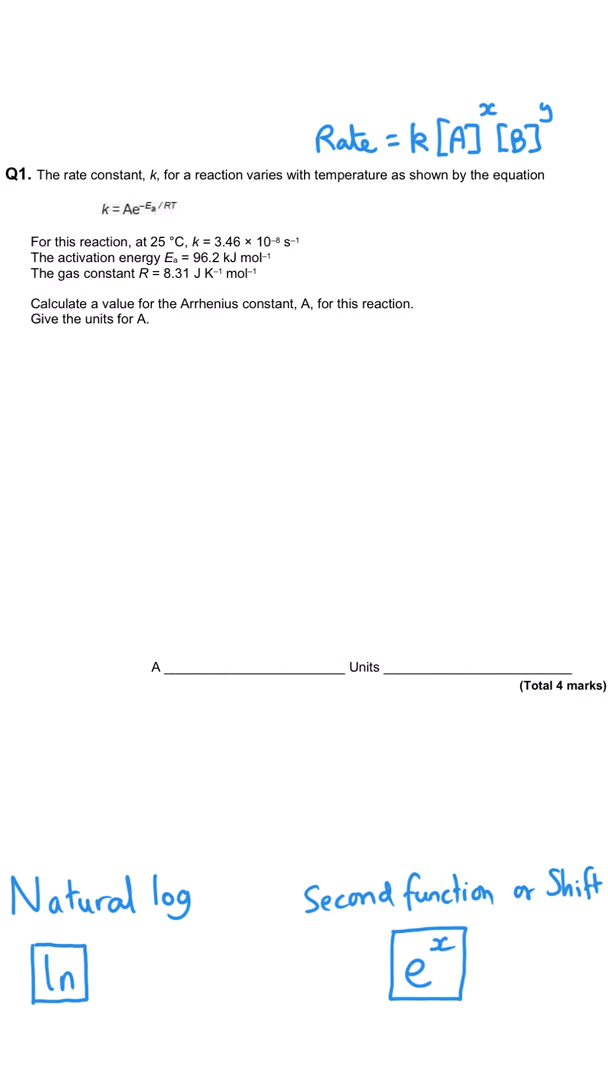 Rate = k [A]ˣ [B]ʸ
Q1. The rate constant, k, for a reaction varies with temperature as shown by the equation
k = Ae⁻ᴱᵃ / ᴿᵀ
For this reaction, at 25 °C, k = 3.46 × 10⁻⁸ s⁻¹
The activation energy Eₐ = 96.2 kJ mol⁻¹
The gas constant R = 8.31 J K⁻¹ mol⁻¹
Calculate a value for the Arrhenius constant, A, for this reaction.
Give the units for A.
A ________________________ Units _________________________
(Total 4 marks)
Natural log Second function or Shift
ln eˣ